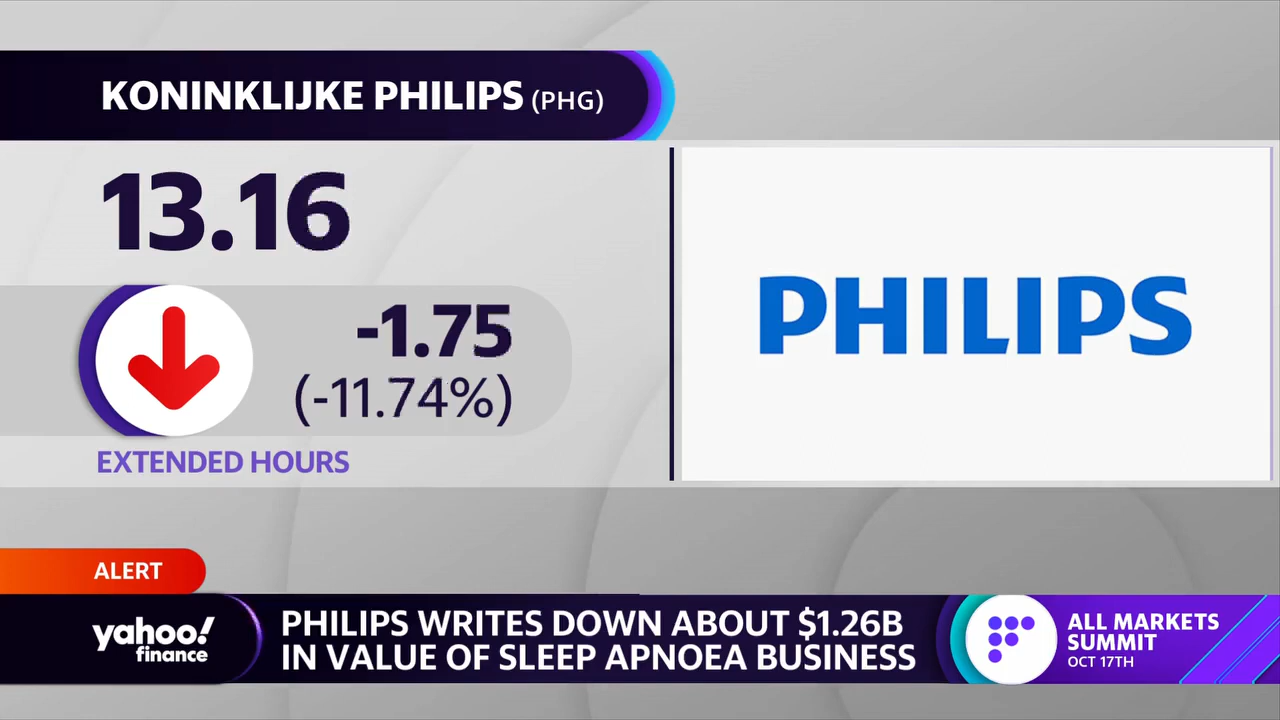 KONINKLIJKE PHILIPS (PHG)
13.16
-1.75
(-11.74%)
EXTENDED HOURS
PHILIPS
ALERT
yahoo!
finance
PHILIPS WRITES DOWN ABOUT $1.26B
IN VALUE OF SLEEP APNOEA BUSINESS
ALL MARKETS
SUMMIT
OCT 17TH